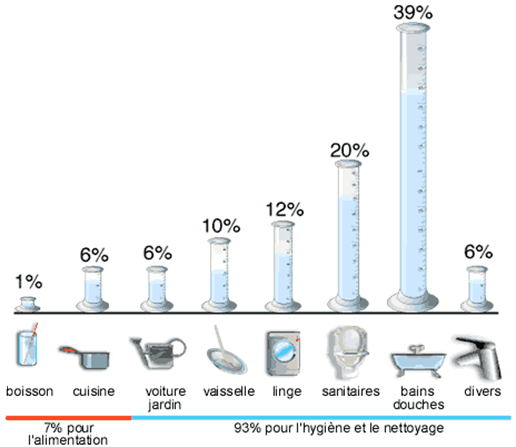 39%
20%
12%
10%
6%
6%
6%
1%
boisson
cuisine
voiture
jardin
vaisselle
linge
sanitaires
bains
douches
divers
7% pour
l'alimentation
93% pour l'hygiène et le nettoyage